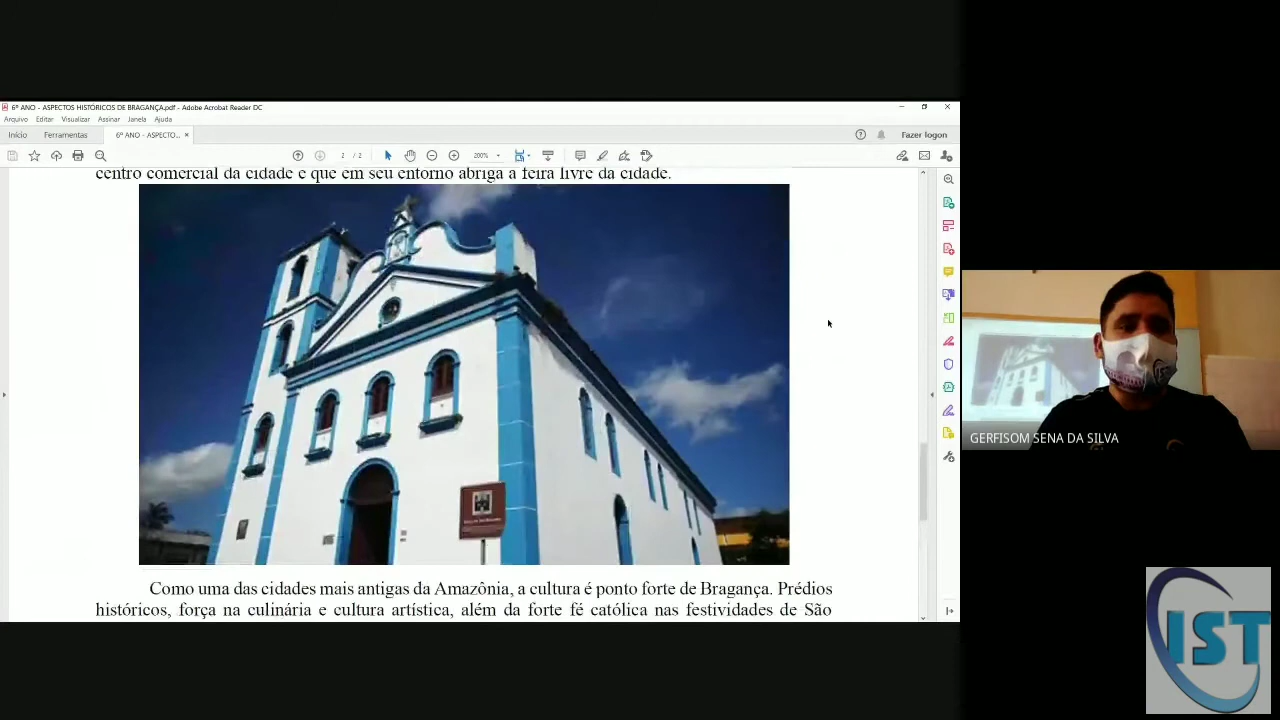 6º ANO - ASPECTOS HISTÓRICOS DE BRAGANÇA.pdf - Adobe Acrobat Reader DC
Arquivo Editar Visualizar Assinar Janela Ajuda
Início Ferramentas 6º ANO - ASPECTO... × Fazer logon
2 / 2 200%
centro comercial da cidade e que em seu entorno abriga a feira livre da cidade.
Como uma das cidades mais antigas da Amazônia, a cultura é ponto forte de Bragança. Prédios
históricos, força na culinária e cultura artística, além da forte fé católica nas festividades de São
GERFISOM SENA DA SILVA
IST